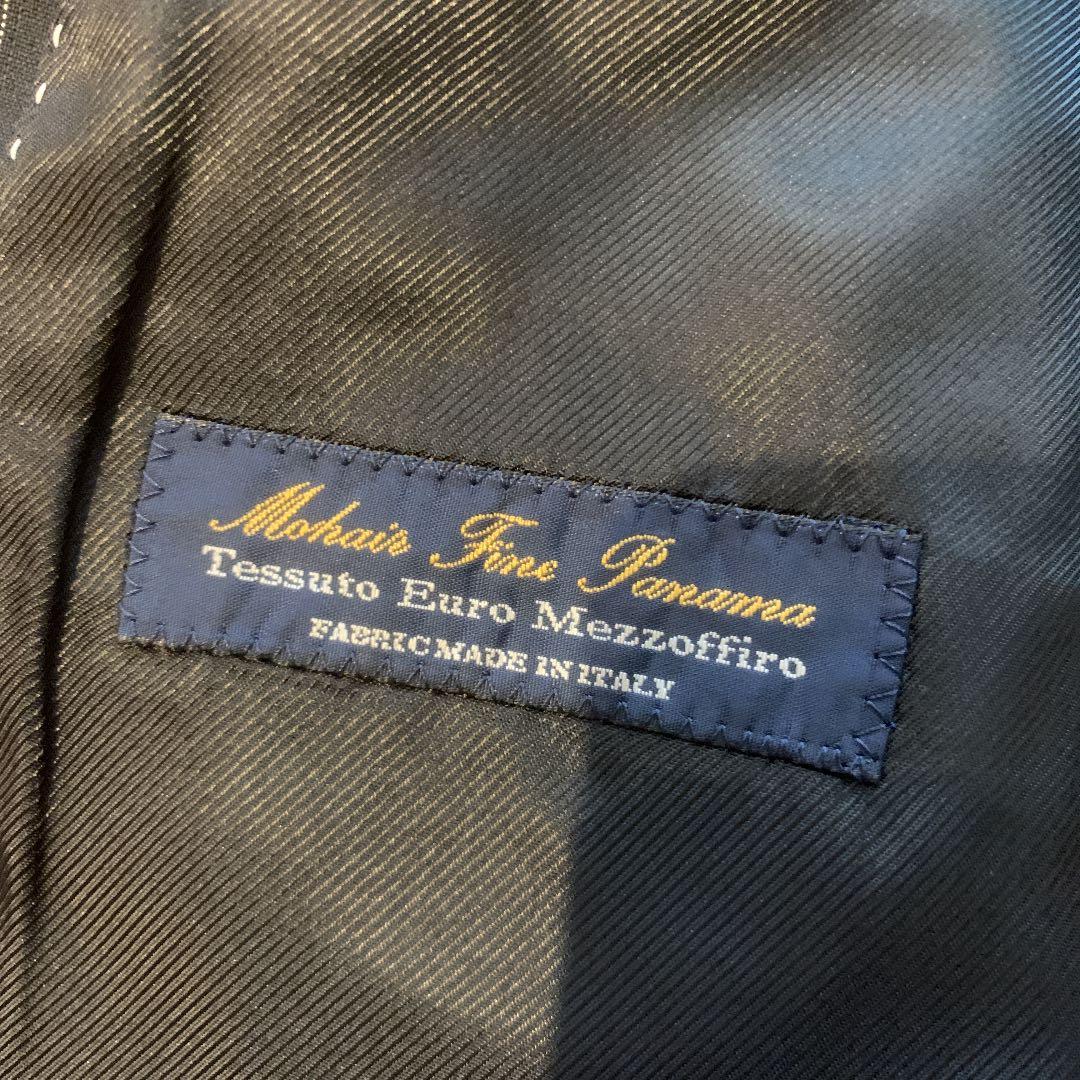 Mohair Fine Panama
Tessuto Euro Mezzoffiro
FABRIC MADE IN ITALY